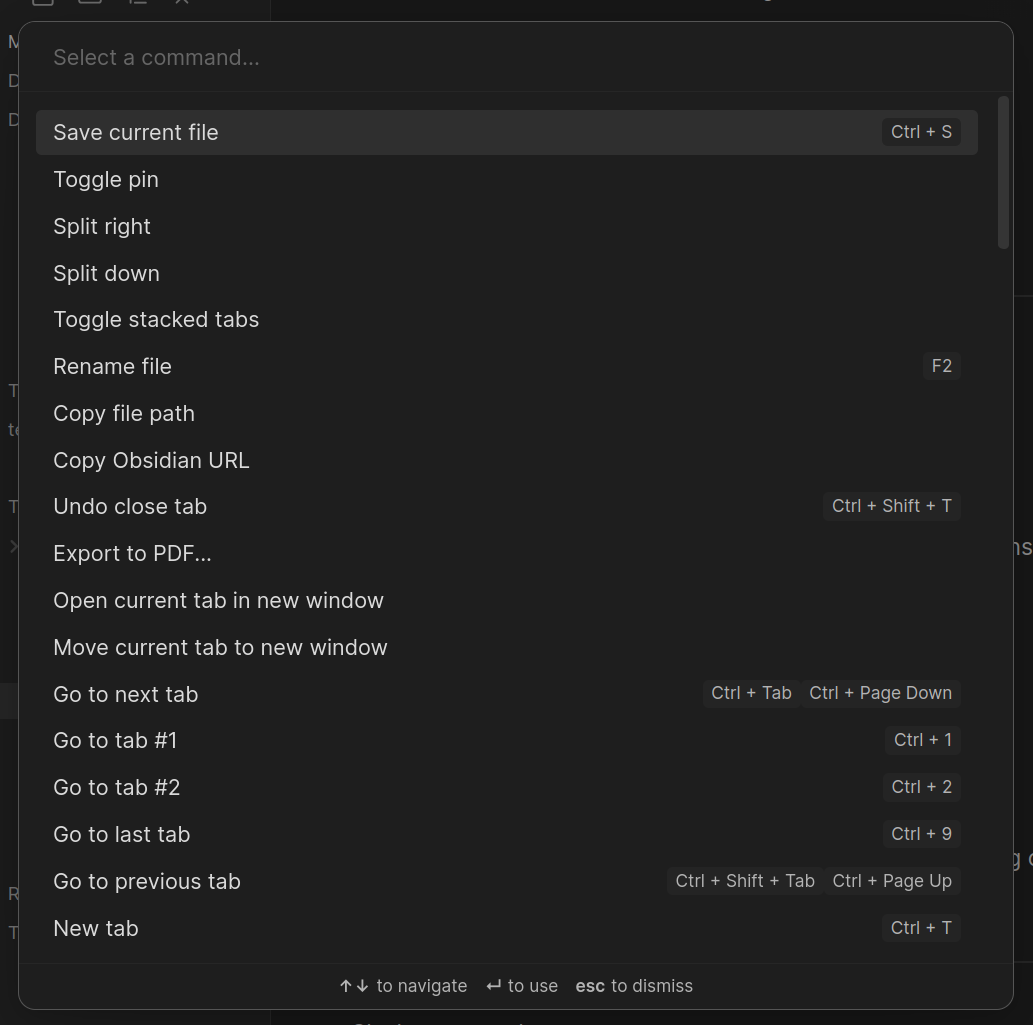 Select a command...
Save current file Ctrl + S
Toggle pin
Split right
Split down
Toggle stacked tabs
Rename file F2
Copy file path
Copy Obsidian URL
Undo close tab Ctrl + Shift + T
Export to PDF...
Open current tab in new window
Move current tab to new window
Go to next tab Ctrl + Tab Ctrl + Page Down
Go to tab #1 Ctrl + 1
Go to tab #2 Ctrl + 2
Go to last tab Ctrl + 9
Go to previous tab Ctrl + Shift + Tab Ctrl + Page Up
New tab Ctrl + T
↑↓ to navigate ↵ to use esc to dismiss